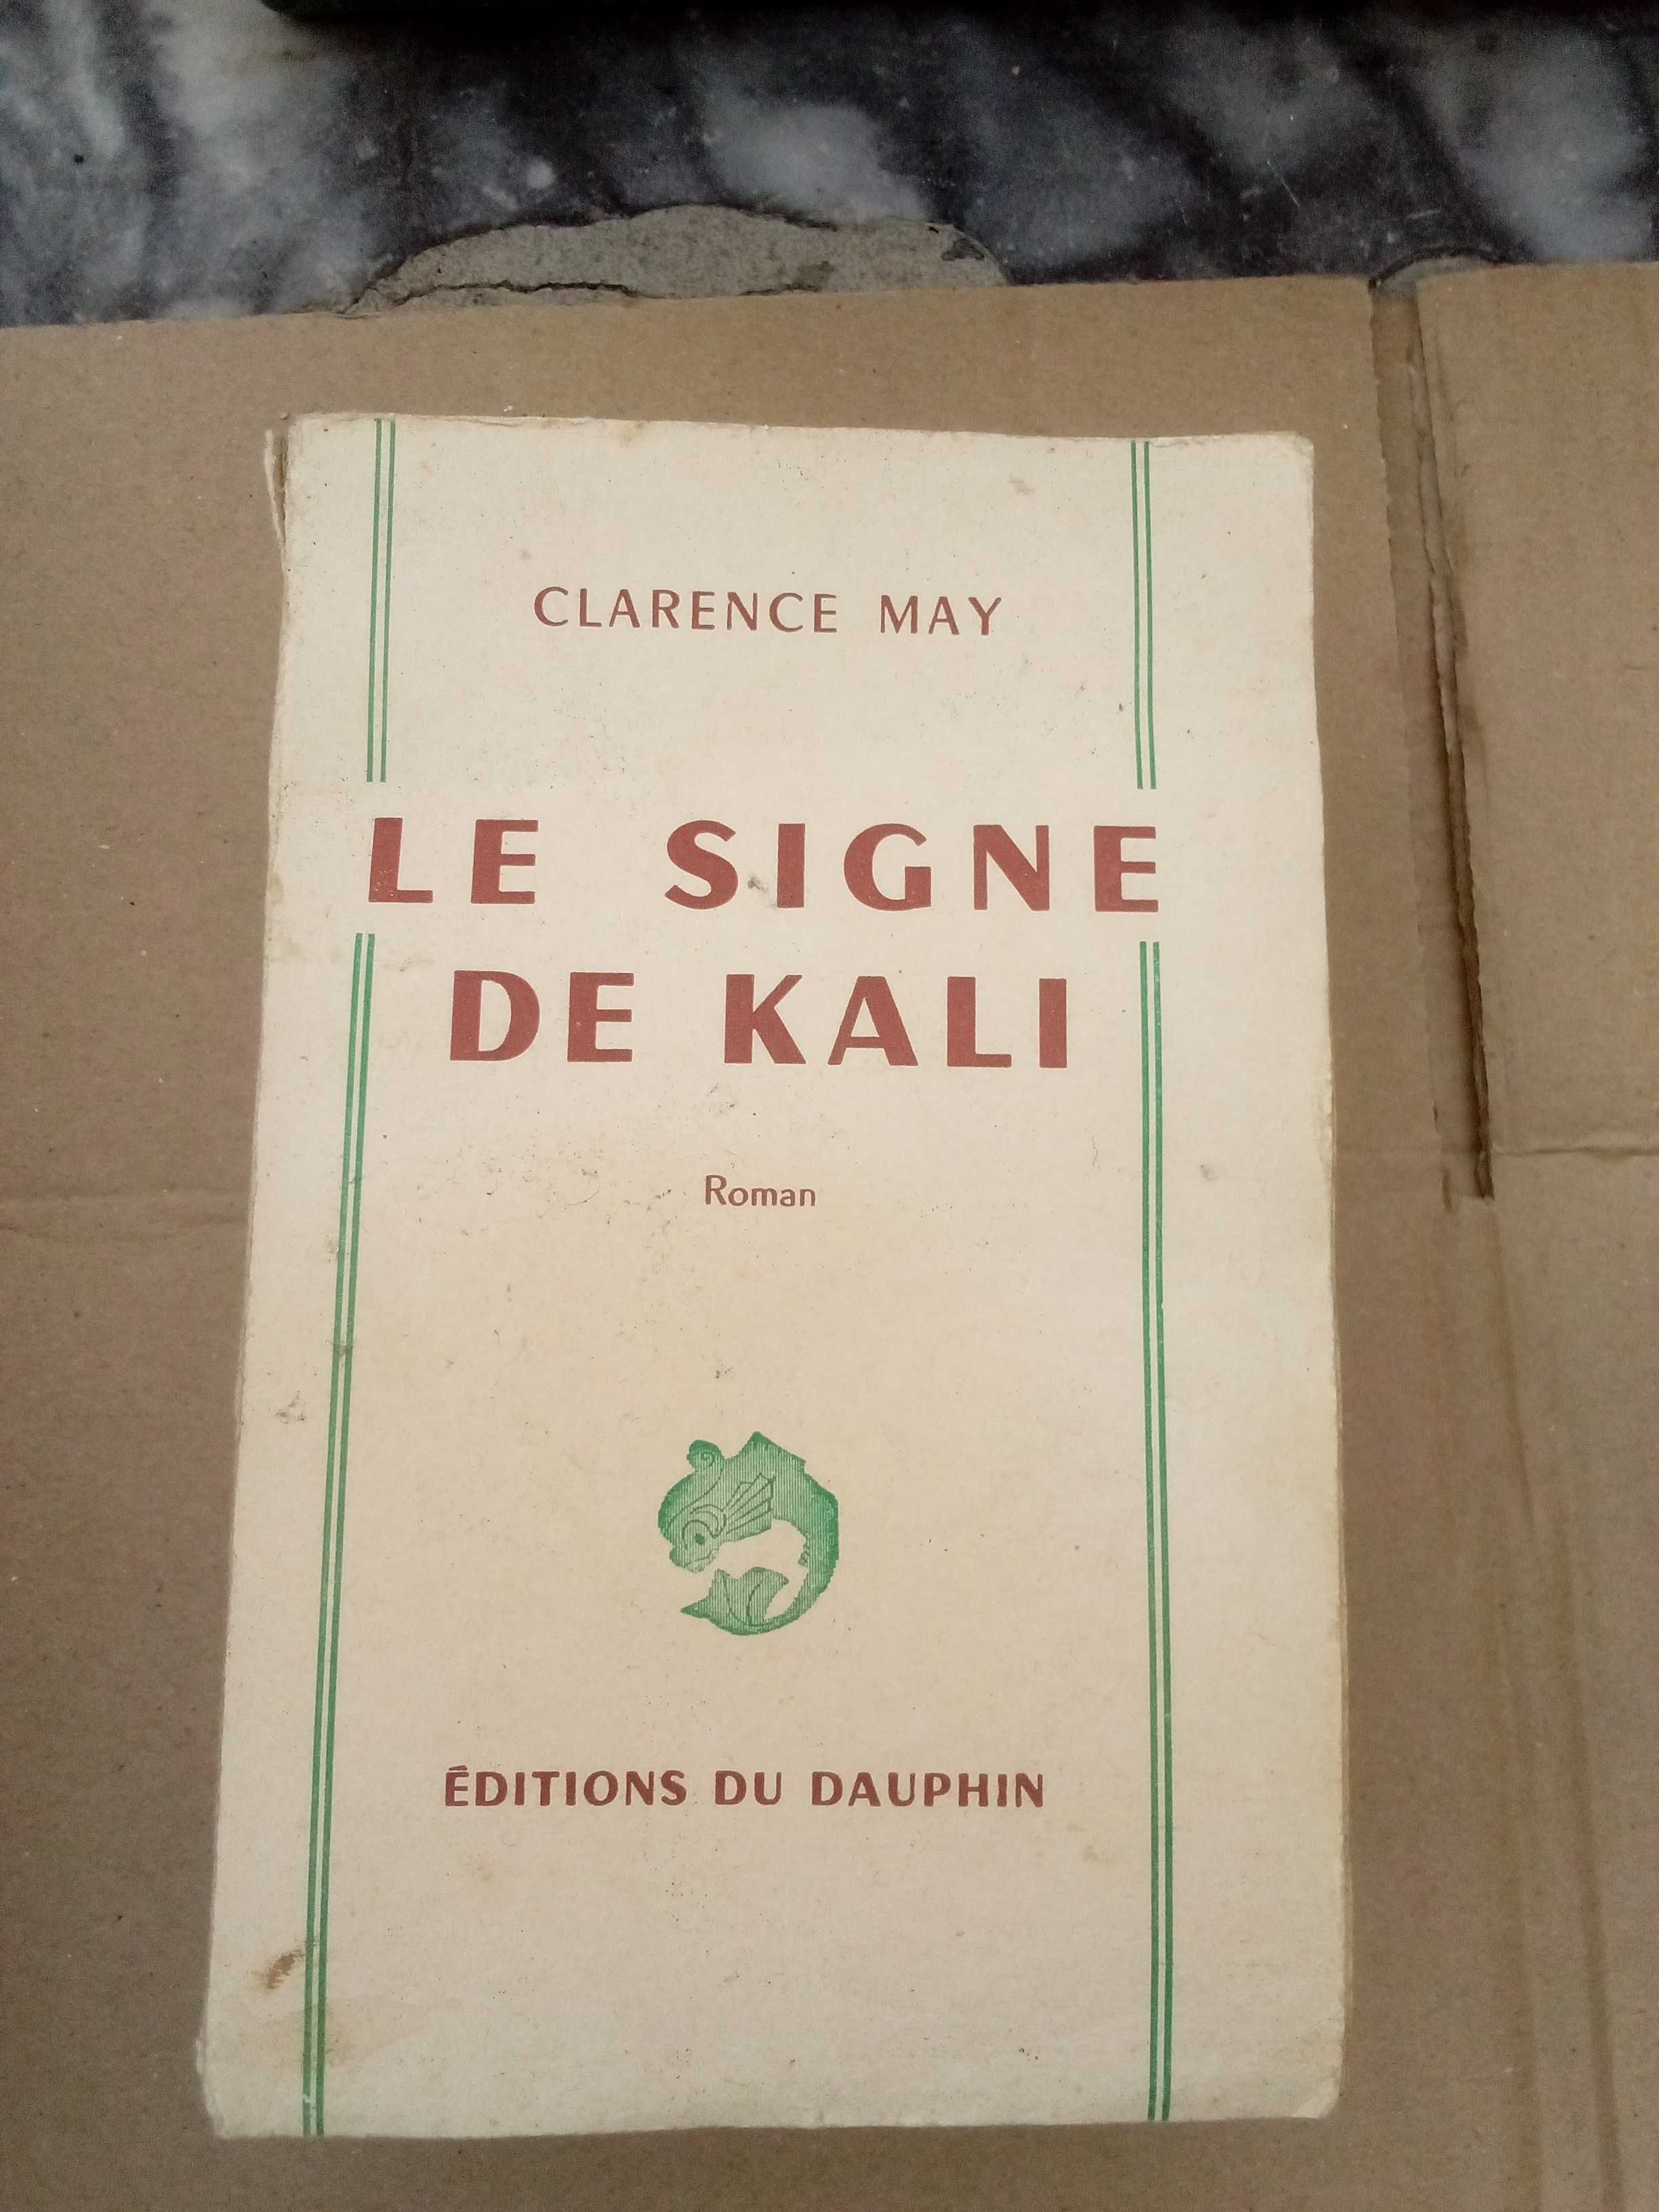 CLARENCE MAY
LE SIGNE
DE KALI
Roman
ÉDITIONS DU DAUPHIN